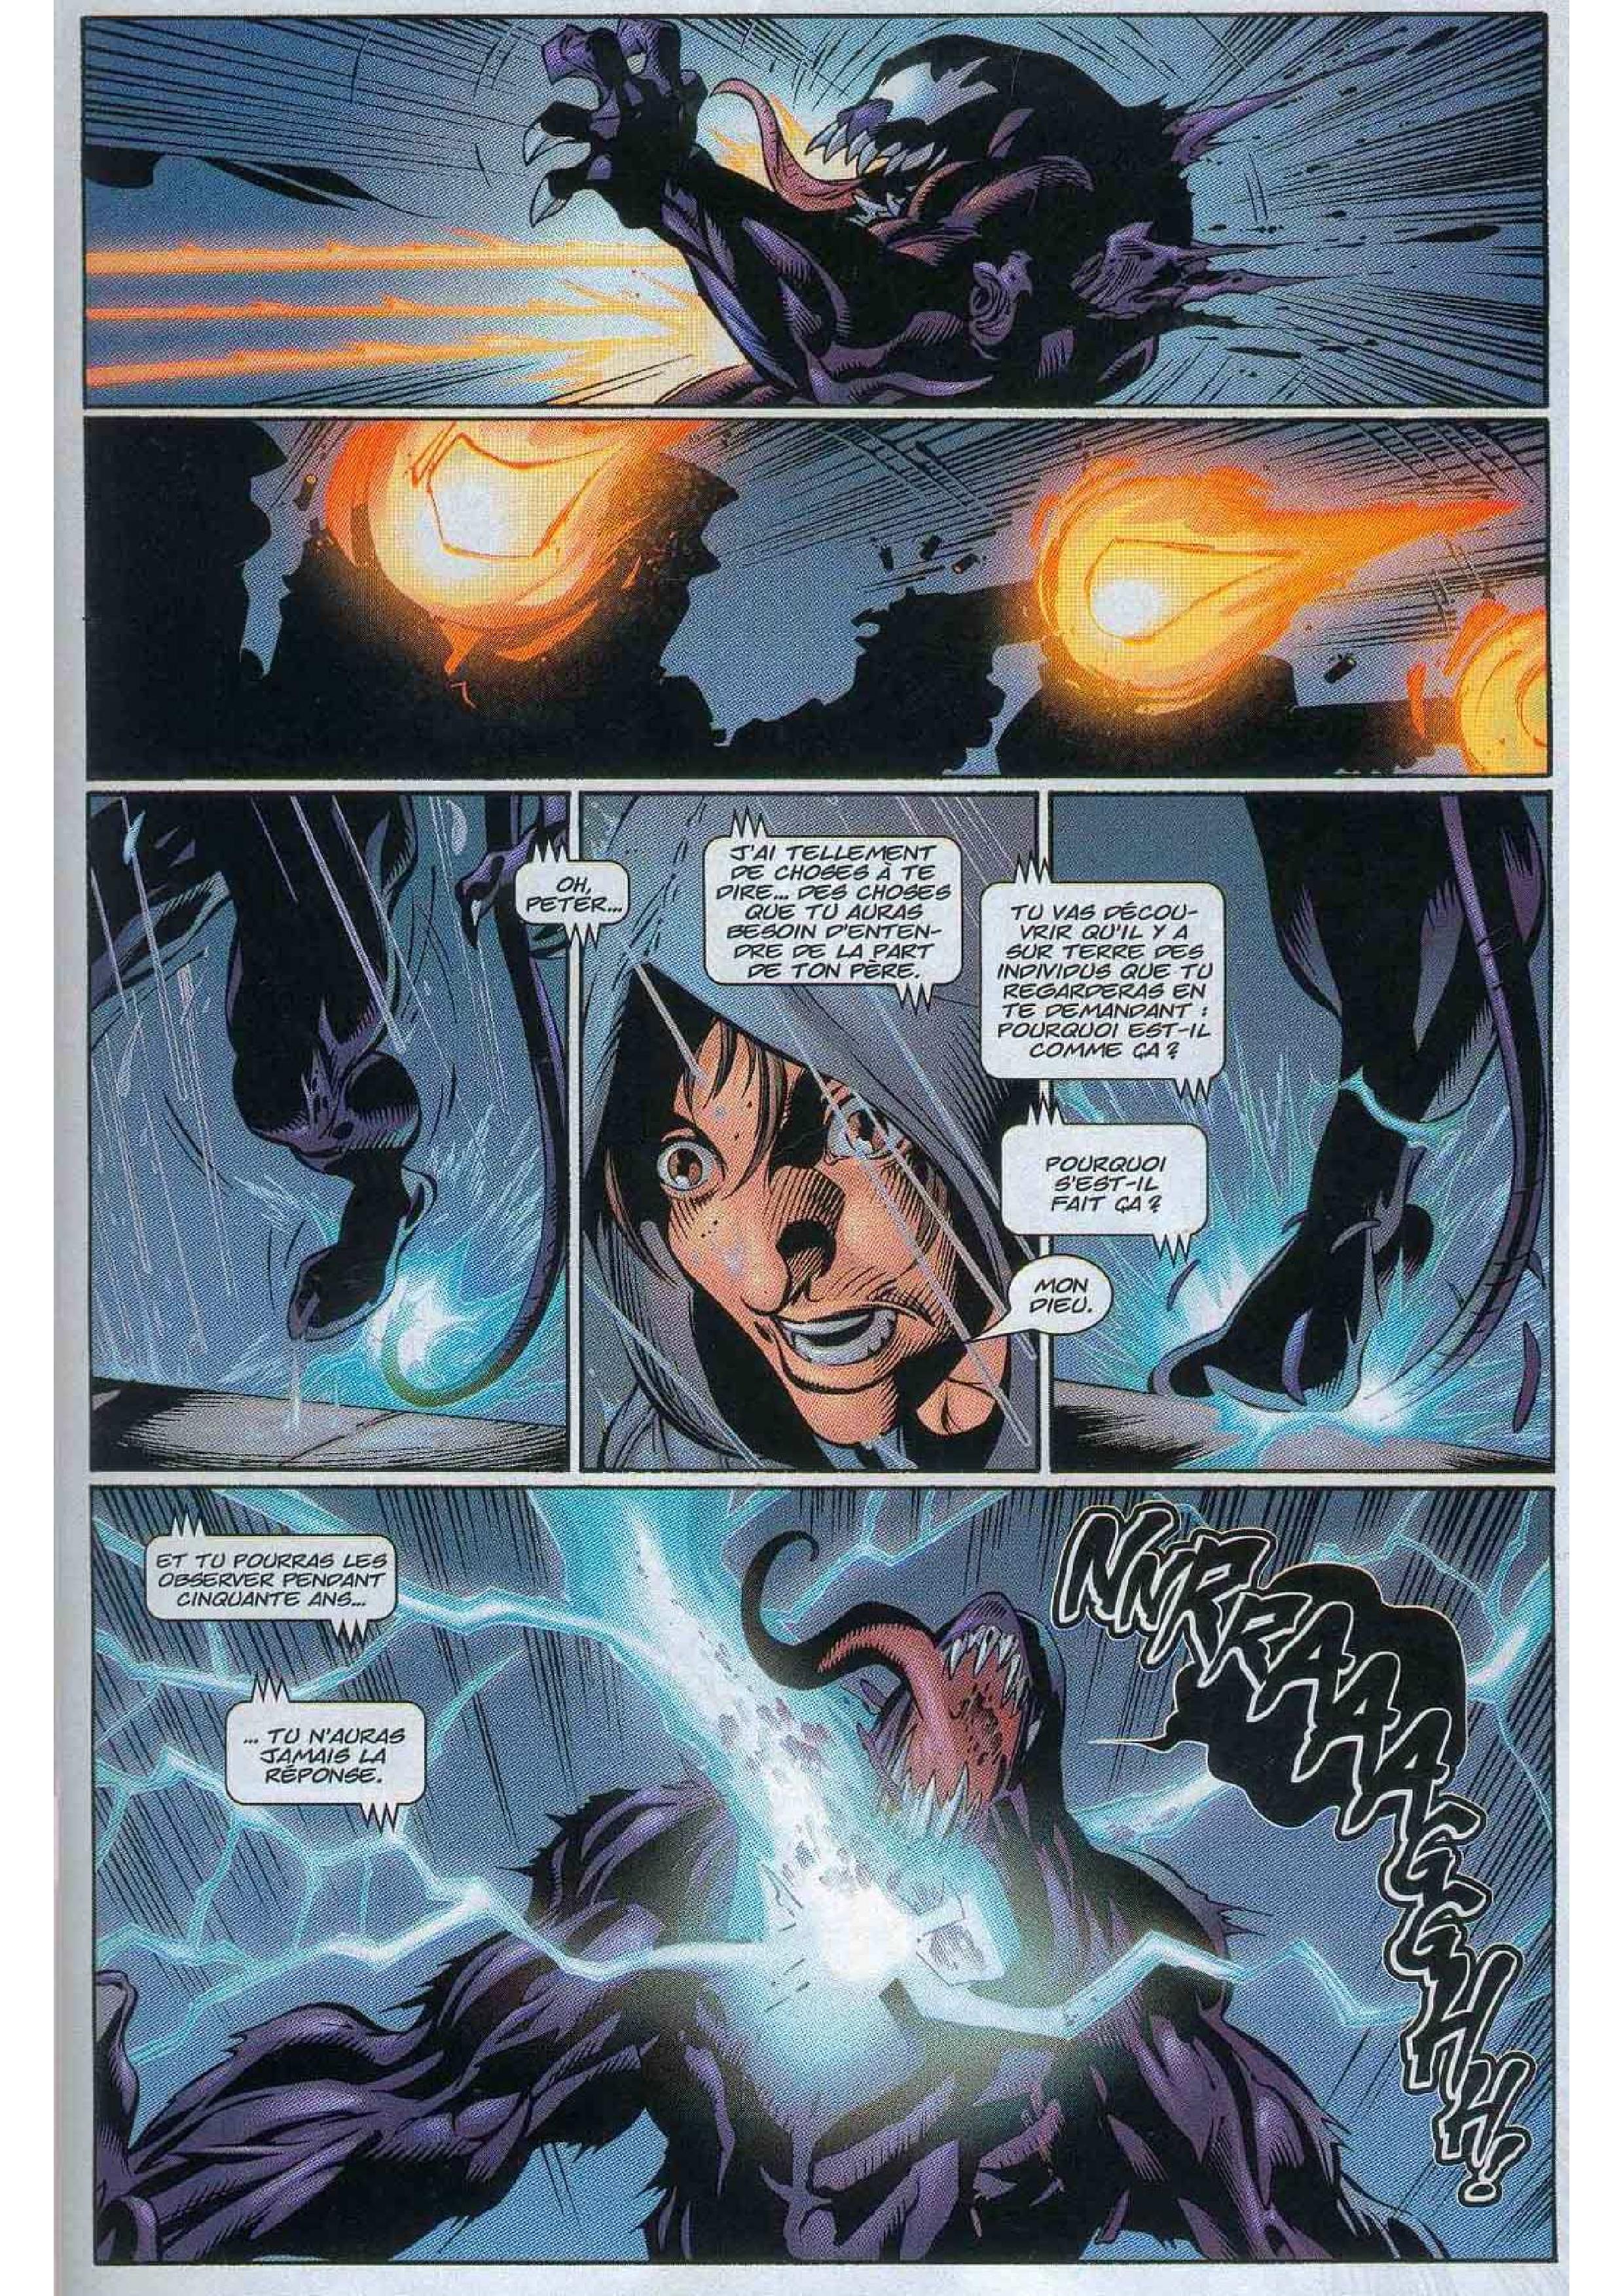 OH,
PETER...
J'AI TELLEMENT
DE CHOSES À TE
DIRE... DES CHOSES
QUE TU AURAS
BESOIN D'ENTEN-
DRE DE LA PART
DE TON PÈRE.
TU VAS DÉCOU-
VRIR QU'IL Y A
SUR TERRE DES
INDIVIDUS QUE TU
REGARDERAS EN
TE DEMANDANT :
POURQUOI EST-IL
COMME ÇA ?
POURQUOI
S'EST-IL
FAIT ÇA ?
MON
DIEU.
ET TU POURRAS LES
OBSERVER PENDANT
CINQUANTE ANS...
... TU N'AURAS
JAMAIS LA
RÉPONSE.
NNRRAAAAGGGHHH!